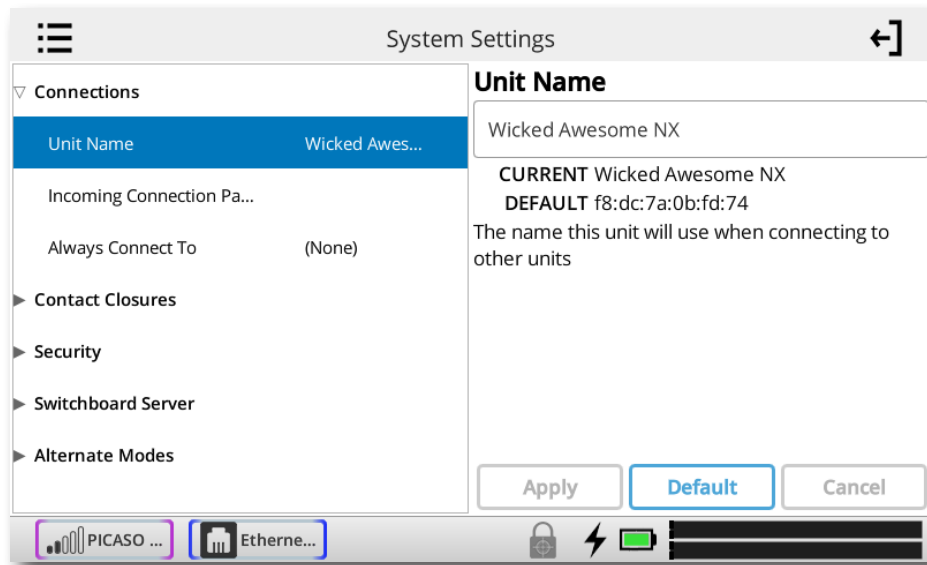 System Settings
Connections
Unit Name Wicked Awes...
Incoming Connection Pa...
Always Connect To (None)
Contact Closures
Security
Switchboard Server
Alternate Modes
Unit Name
Wicked Awesome NX
CURRENT Wicked Awesome NX
DEFAULT f8:dc:7a:0b:fd:74
The name this unit will use when connecting to
other units
Apply Default Cancel
PICASO ... Etherne...